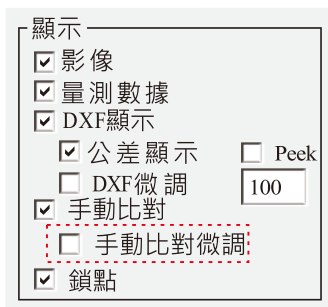 顯示
影像
量測數據
DXF顯示
公差顯示 Peek
DXF微調 100
手動比對
手動比對微調
鎖點